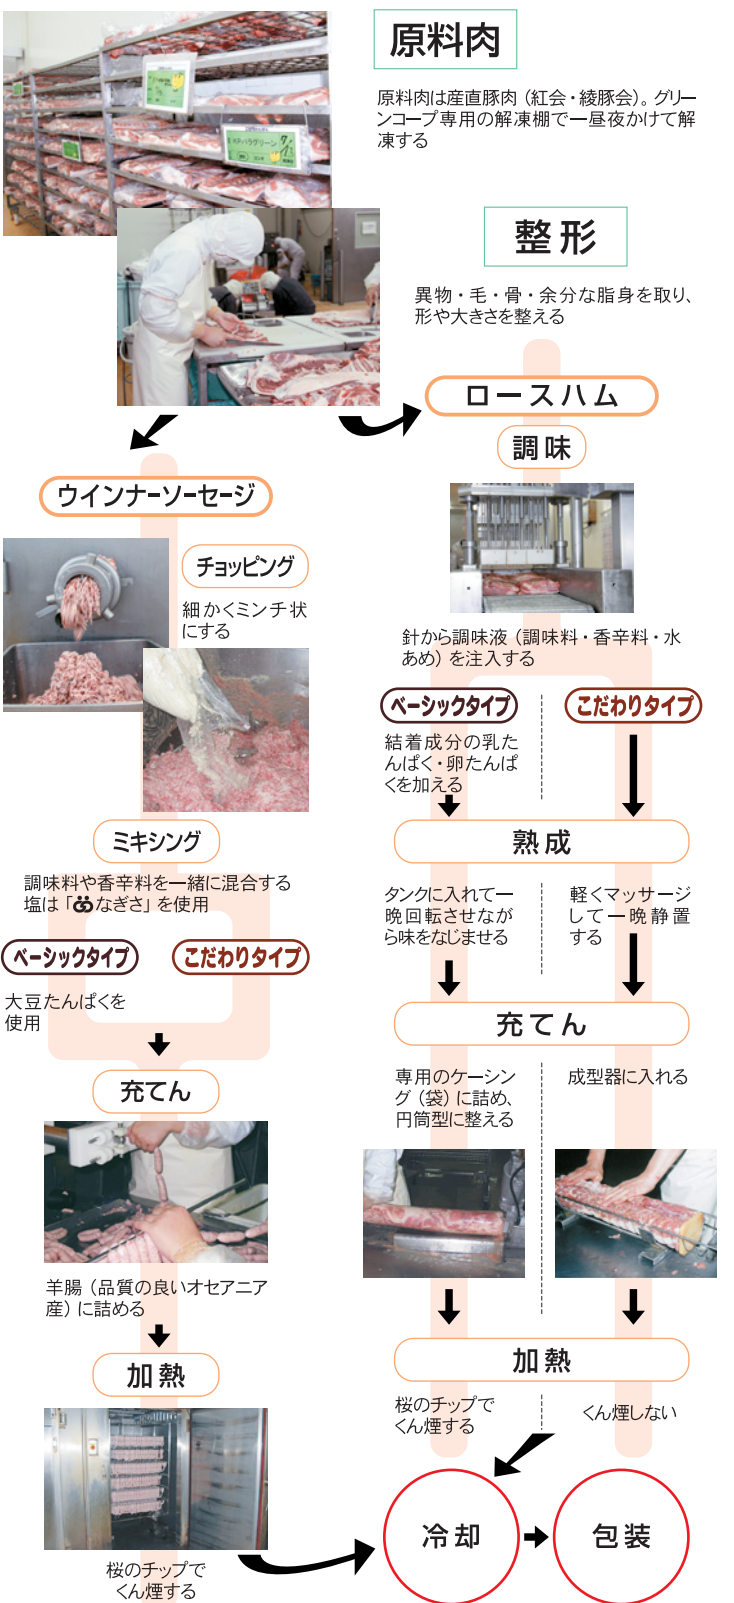 原料肉
原料肉は産直豚肉（紅会・綾豚会）。グリー
ンコープ専用の解凍棚で一昼夜かけて解
凍する
整形
異物・毛・骨・余分な脂身を取り、
形や大きさを整える
ロースハム
調味
針から調味液（調味料・香辛料・水
あめ）を注入する
ベーシックタイプ
結着成分の乳た
んぱく・卵たんぱ
くを加える
こだわりタイプ
熟成
タンクに入れて一
晩回転させなが
ら味をなじませる
軽くマッサージ
して一晩静置
する
充てん
専用のケーシン
グ（袋）に詰め、
円筒型に整える
成型器に入れる
加熱
桜のチップで
くん煙する
くん煙しない
ウインナーソーセージ
チョッピング
細かくミンチ状
にする
ミキシング
調味料や香辛料を一緒に混合する
塩は「なぎさ」を使用
ベーシックタイプ
こだわりタイプ
大豆たんぱくを
使用
充てん
羊腸（品質の良いオセアニア
産）に詰める
加熱
桜のチップで
くん煙する
冷却
包装